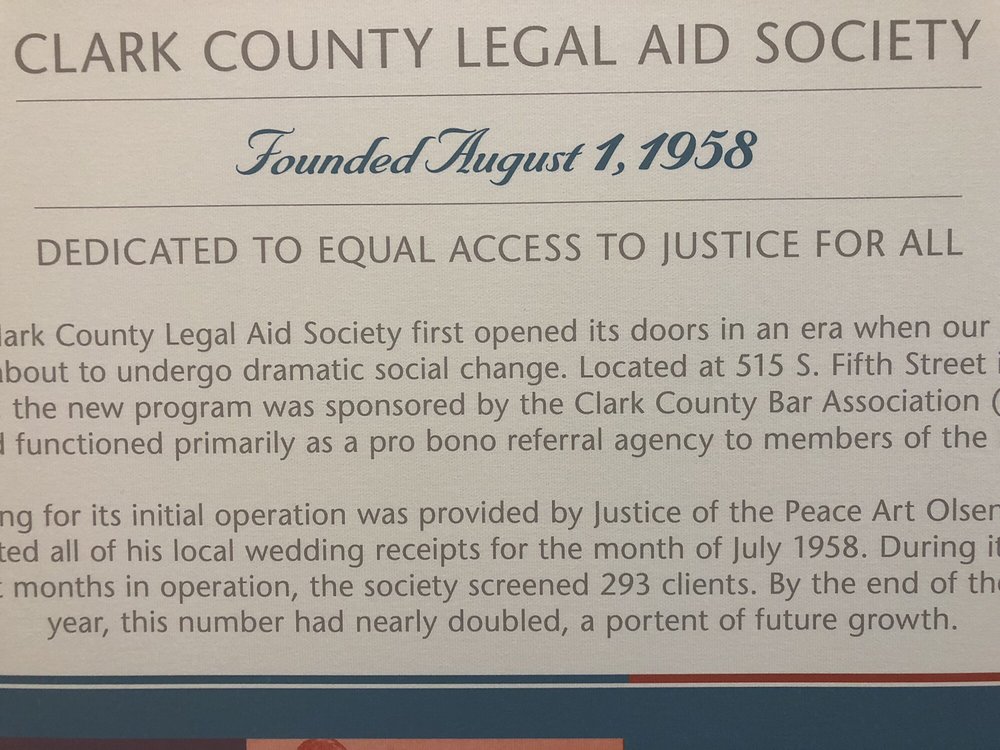 CLARK COUNTY LEGAL AID SOCIETY
Founded August 1, 1958
DEDICATED TO EQUAL ACCESS TO JUSTICE FOR ALL
lark County Legal Aid Society first opened its doors in an era when our
about to undergo dramatic social change. Located at 515 S. Fifth Street i
the new program was sponsored by the Clark County Bar Association (
d functioned primarily as a pro bono referral agency to members of the
ng for its initial operation was provided by Justice of the Peace Art Olsen
ted all of his local wedding receipts for the month of July 1958. During it
t months in operation, the society screened 293 clients. By the end of the
year, this number had nearly doubled, a portent of future growth.